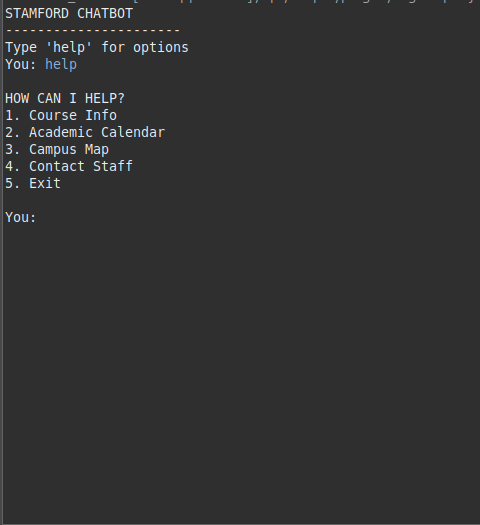 STAMFORD CHATBOT
----------------------
Type 'help' for options
You: help
HOW CAN I HELP?
1. Course Info
2. Academic Calendar
3. Campus Map
4. Contact Staff
5. Exit
You: